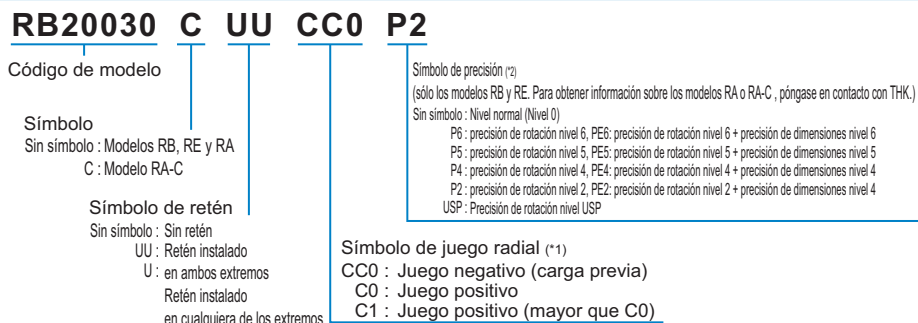 RB20030 C UU CC0 P2
Código de modelo
Símbolo
Sin símbolo : Modelos RB, RE y RA
C : Modelo RA-C
Símbolo de retén
Sin símbolo : Sin retén
UU : Retén instalado
U : en ambos extremos
Retén instalado
en cualquiera de los extremos
Símbolo de juego radial (*1)
CC0 : Juego negativo (carga previa)
C0 : Juego positivo
C1 : Juego positivo (mayor que C0)
Símbolo de precisión (*2)
(sólo los modelos RB y RE. Para obtener información sobre los modelos RA o RA-C , póngase en contacto con THK.)
Sin símbolo : Nivel normal (Nivel 0)
P6 : precisión de rotación nivel 6, PE6: precisión de rotación nivel 6 + precisión de dimensiones nivel 6
P5 : precisión de rotación nivel 5, PE5: precisión de rotación nivel 5 + precisión de dimensiones nivel 5
P4 : precisión de rotación nivel 4, PE4: precisión de rotación nivel 4 + precisión de dimensiones nivel 4
P2 : precisión de rotación nivel 2, PE2: precisión de rotación nivel 2 + precisión de dimensiones nivel 4
USP : Precisión de rotación nivel USP